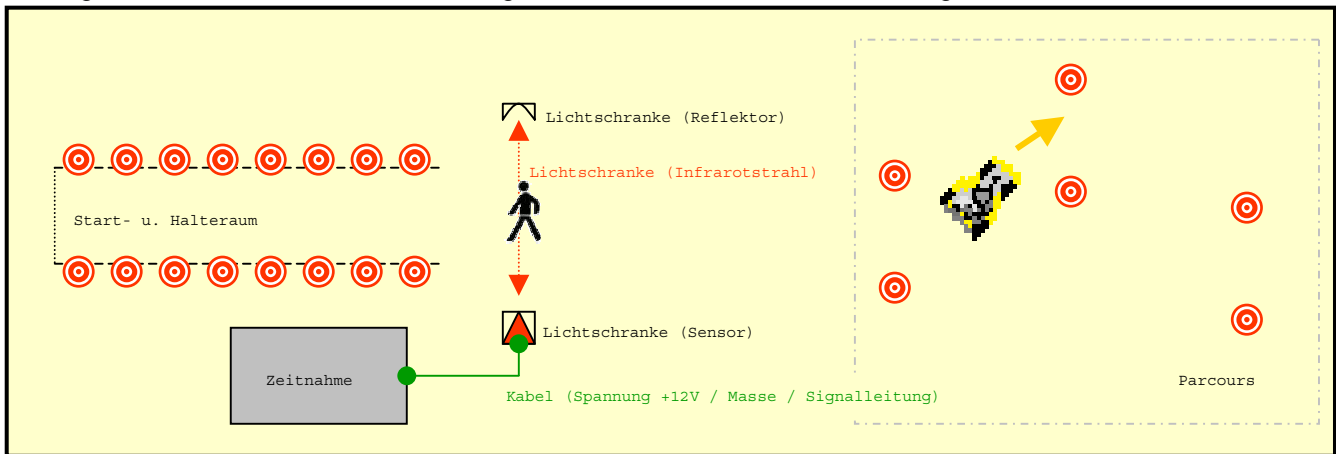 Lichtschranke (Reflektor)
Lichtschranke (Infrarotstrahl)
Start- u. Halteraum
Lichtschranke (Sensor)
Zeitnahme
Parcours
Kabel (Spannung +12V / Masse / Signalleitung)